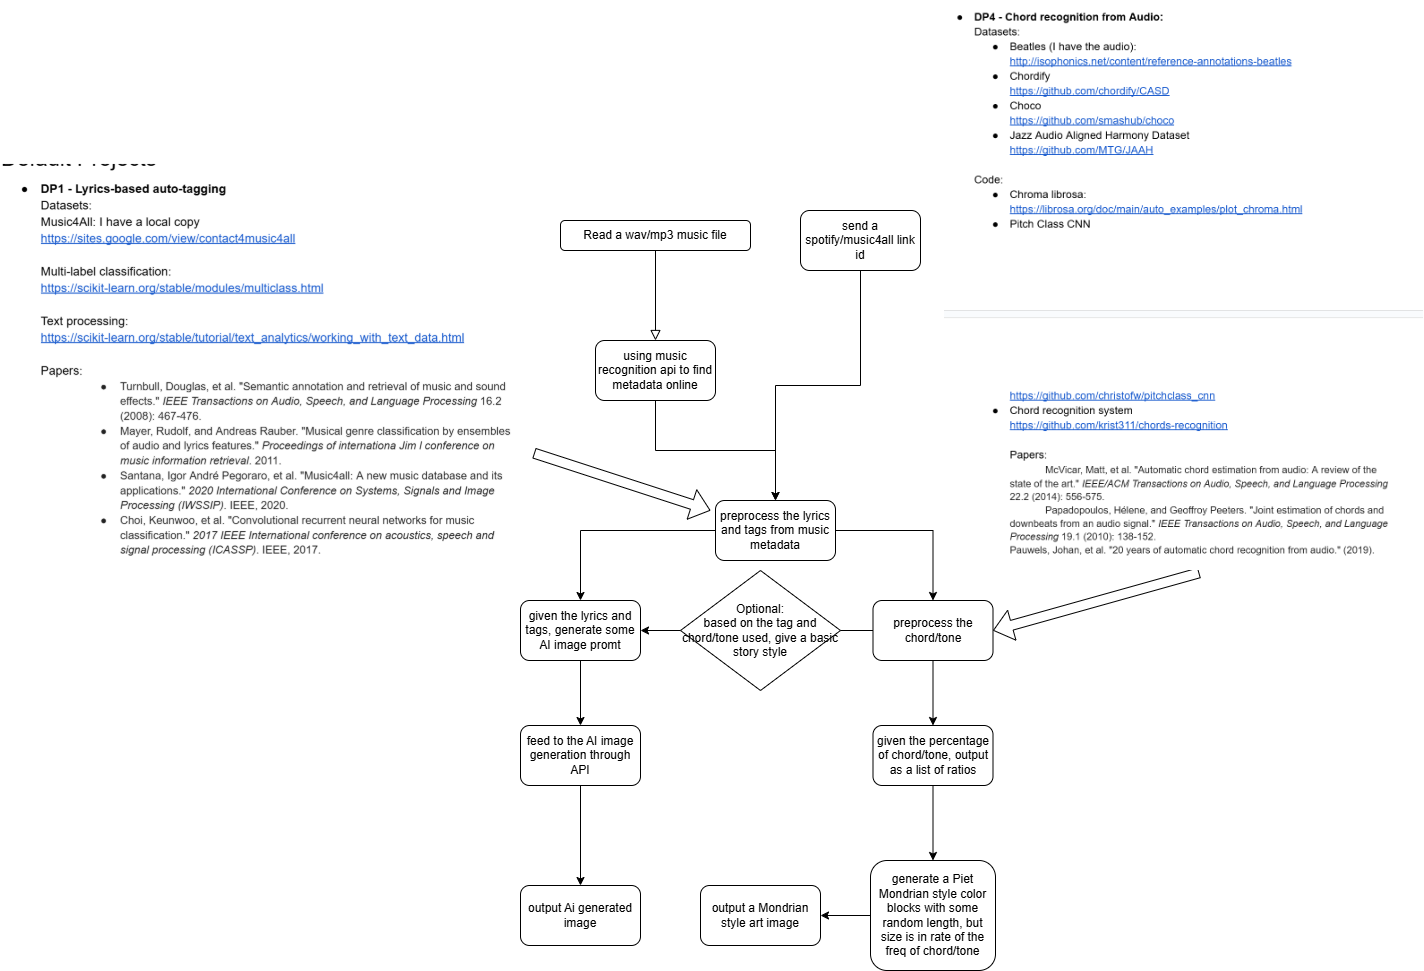 DP4 - Chord recognition from Audio:
Datasets:
Beatles (I have the audio):
http://isophonics.net/content/reference-annotations-beatles
Chordify
https://github.com/chordify/CASD
Choco
https://github.com/smashub/choco
Jazz Audio Aligned Harmony Dataset
https://github.com/MTG/JAAH
Code:
Chroma librosa:
https://librosa.org/doc/main/auto_examples/plot_chroma.html
Pitch Class CNN
https://github.com/christofw/pitchclass_cnn
Chord recognition system
https://github.com/krist311/chords-recognition
Papers:
McVicar, Matt, et al. "Automatic chord estimation from audio: A review of the
state of the art." IEEE/ACM Transactions on Audio, Speech, and Language Processing
22.2 (2014): 556-575.
Papadopoulos, Hélene, and Geoffroy Peeters. "Joint estimation of chords and
downbeats from an audio signal." IEEE Transactions on Audio, Speech, and Language
Processing 19.1 (2010): 138-152.
Pauwels, Johan, et al. "20 years of automatic chord recognition from audio." (2019).
Default Projects
DP1 - Lyrics-based auto-tagging
Datasets:
Music4All: I have a local copy
https://sites.google.com/view/contact4music4all
Multi-label classification:
https://scikit-learn.org/stable/modules/multiclass.html
Text processing:
https://scikit-learn.org/stable/tutorial/text_analytics/working_with_text_data.html
Papers:
Turnbull, Douglas, et al. "Semantic annotation and retrieval of music and sound
effects." IEEE Transactions on Audio, Speech, and Language Processing 16.2
(2008): 467-476.
Mayer, Rudolf, and Andreas Rauber. "Musical genre classification by ensembles
of audio and lyrics features." Proceedings of internationa Jim l conference on
music information retrieval. 2011.
Santana, Igor André Pegoraro, et al. "Music4all: A new music database and its
applications." 2020 International Conference on Systems, Signals and Image
Processing (IWSSIP). IEEE, 2020.
Choi, Keunwoo, et al. "Convolutional recurrent neural networks for music
classification." 2017 IEEE International conference on acoustics, speech and
signal processing (ICASSP). IEEE, 2017.
Read a wav/mp3 music file
send a
spotify/music4all link
id
using music
recognition api to find
metadata online
preprocess the lyrics
and tags from music
metadata
given the lyrics and
tags, generate some
AI image promt
Optional:
based on the tag and
chord/tone used, give a basic
story style
preprocess the
chord/tone
feed to the AI image
generation through
API
given the percentage
of chord/tone, output
as a list of ratios
output Ai generated
image
output a Mondrian
style art image
generate a Piet
Mondrian style color
blocks with some
random length, but
size is in rate of the
freq of chord/tone